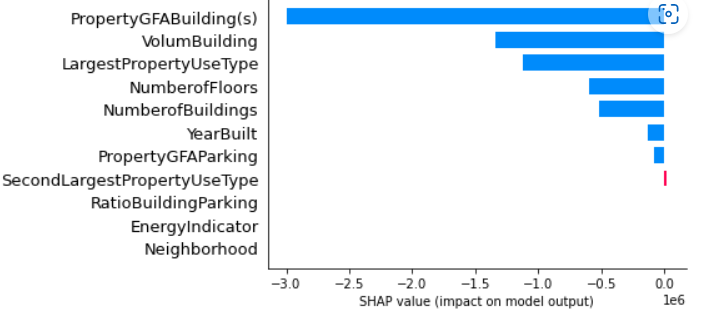 PropertyGFABuilding(s)
VolumBuilding
LargestPropertyUseType
NumberofFloors
NumberofBuildings
YearBuilt
PropertyGFAParking
SecondLargestPropertyUseType
RatioBuildingParking
EnergyIndicator
Neighborhood
−3.0 −2.5 −2.0 −1.5 −1.0 −0.5 0.0
SHAP value (impact on model output) 1e6